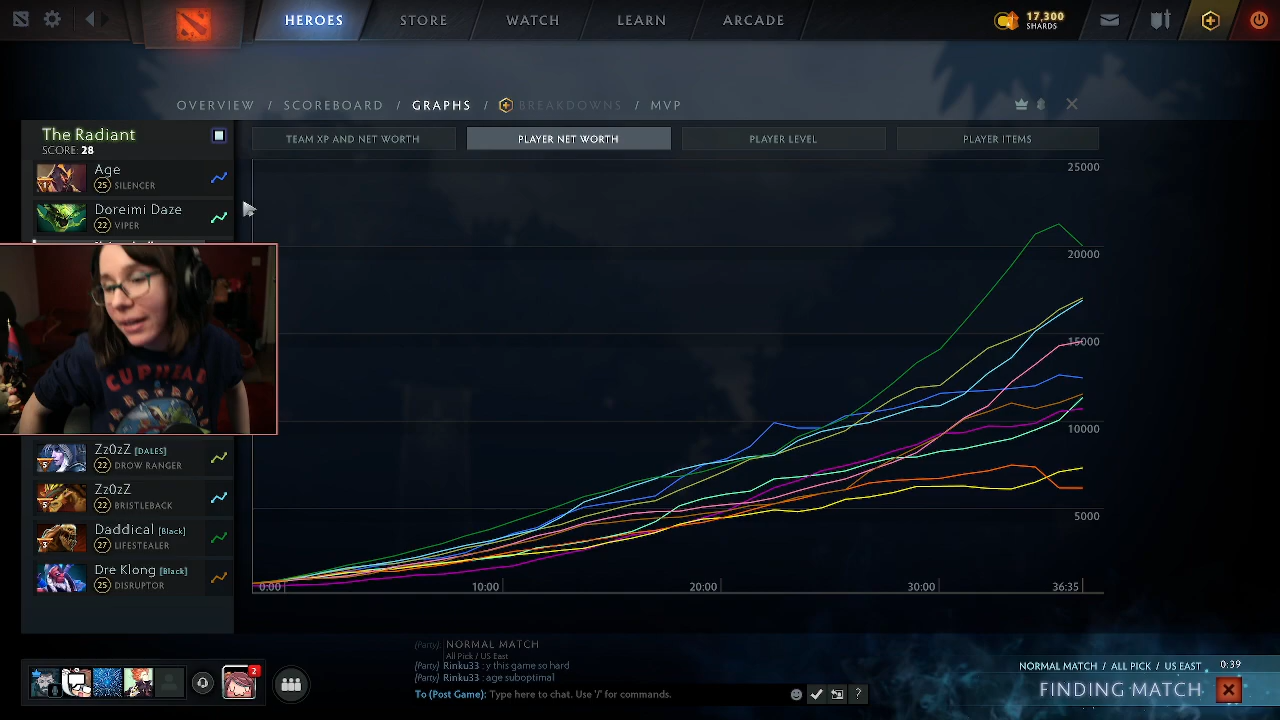 HEROES
STORE
WATCH
LEARN
ARCADE
17,300
SHARDS
OVERVIEW / SCOREBOARD / GRAPHS / BREAKDOWNS / MVP
The Radiant
SCORE: 28
TEAM XP AND NET WORTH
PLAYER NET WORTH
PLAYER LEVEL
PLAYER ITEMS
Age
25 SILENCER
Doreimi Daze
22 VIPER
CUPHEAD
ZzOzZ [DALES]
22 DROW RANGER
ZzOzZ
22 BRISTLEBACK
Daddical [Black]
27 LIFESTEALER
Dre Klong [Black]
25 DISRUPTOR
25000
20000
15000
10000
5000
0:00
10:00
20:00
30:00
36:35
(Party) NORMAL MATCH
All Pick / US East
(Party) Rinku33: y this game so hard
(Party) Rinku33: age suboptimal
To (Post Game): Type here to chat. Use '/' for commands.
?
2
NORMAL MATCH / ALL PICK / US EAST 0:39
FINDING MATCH